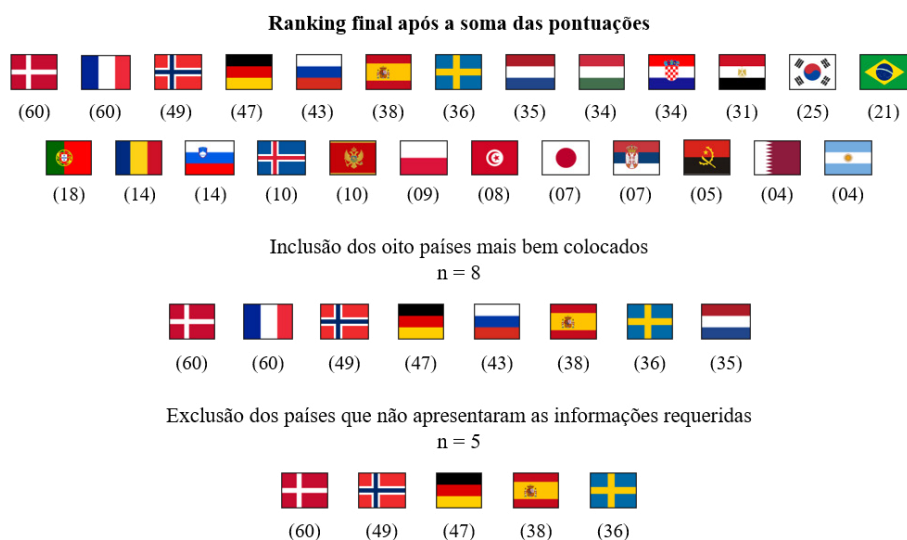 Ranking final após a soma das pontuações
(60) (60) (49) (47) (43) (38) (36) (35) (34) (34) (31) (25) (21)
(18) (14) (14) (10) (10) (09) (08) (07) (07) (05) (04) (04)
Inclusão dos oito países mais bem colocados
n = 8
(60) (60) (49) (47) (43) (38) (36) (35)
Exclusão dos países que não apresentaram as informações requeridas
n = 5
(60) (49) (47) (38) (36)